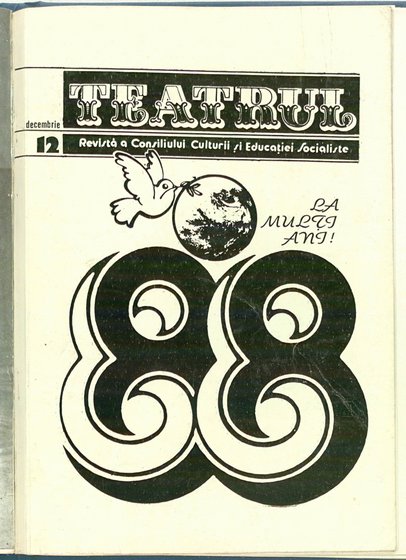 TEATRUL
decembrie
12
Revistă a Consiliului Culturii și Educației Socialiste
LA
MULȚI
ANI!
88